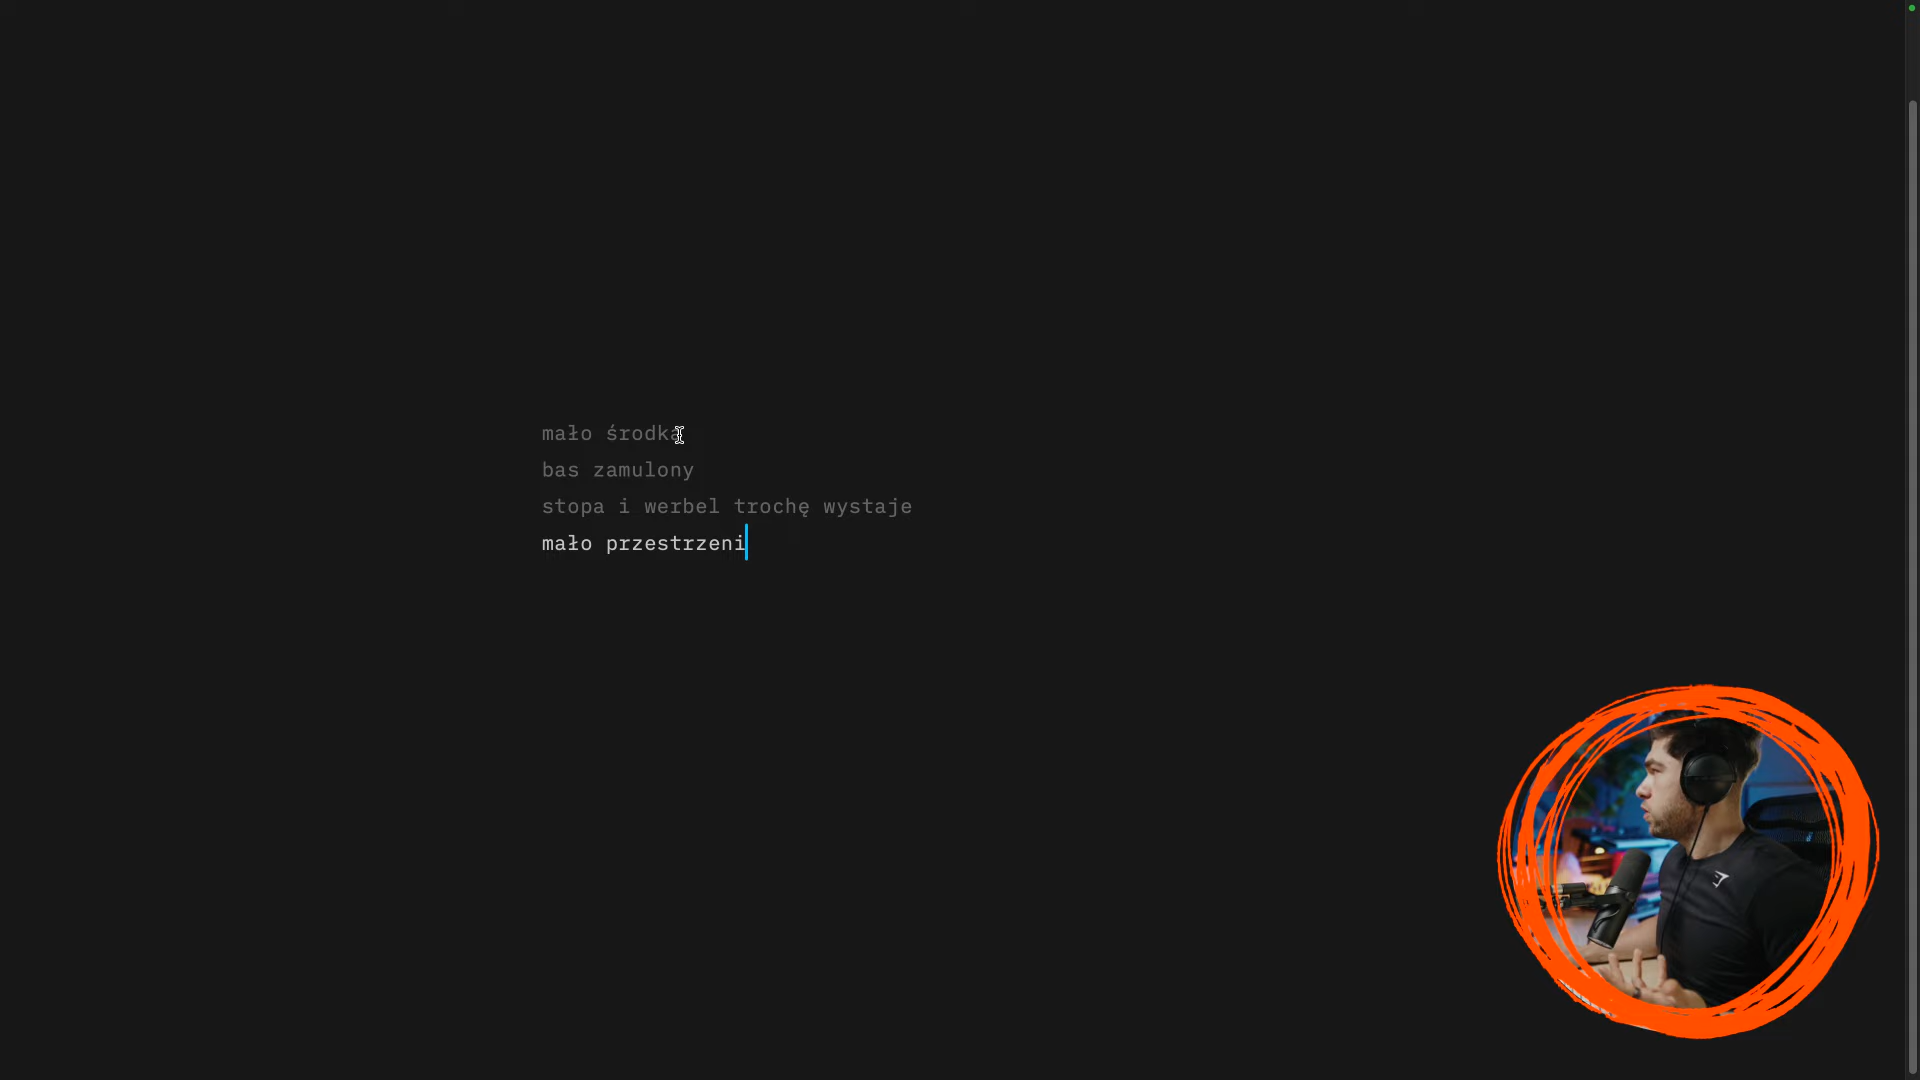 mało środka
bas zamulony
stopa i werbel trochę wystaje
mało przestrzeni